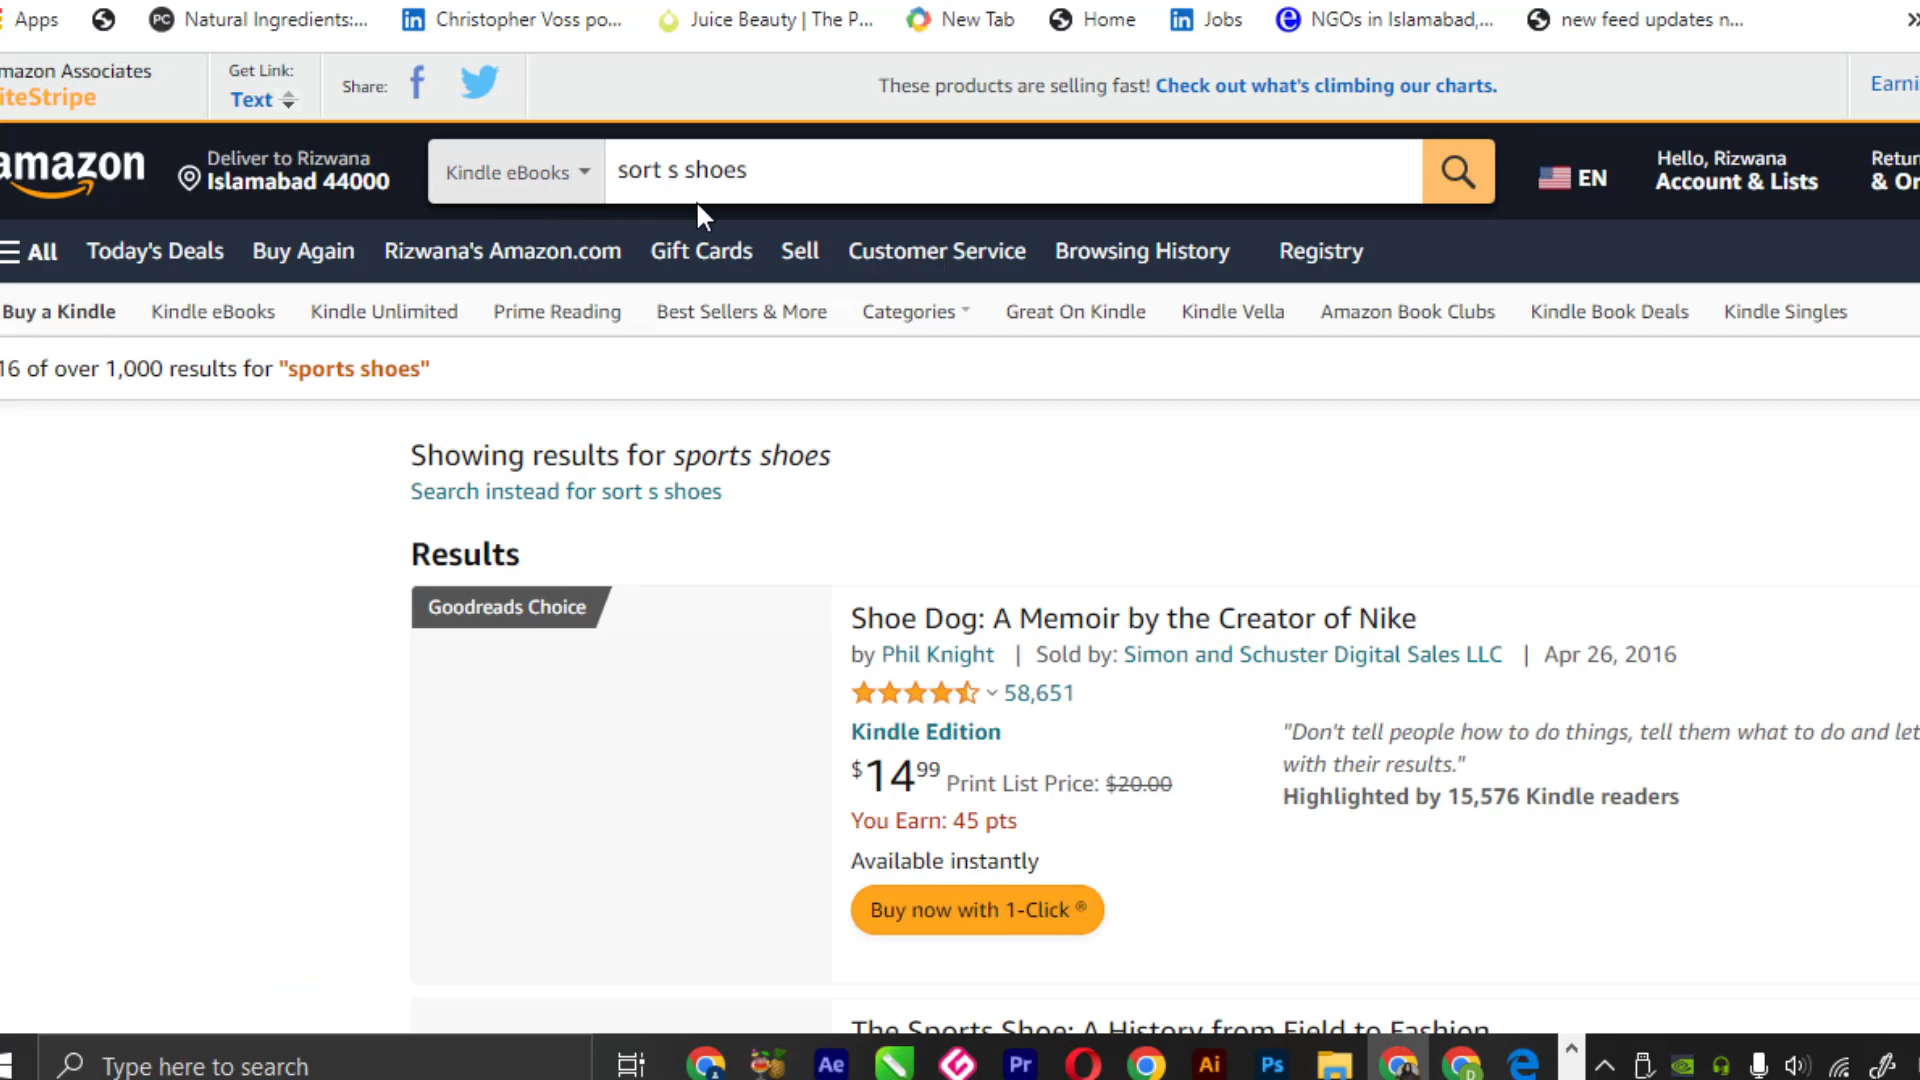 Apps
PC Natural Ingredients:...
in Christopher Voss po...
Juice Beauty | The P...
New Tab
Home
in Jobs
NGOs in Islamabad,...
new feed updates n...
»
mazon Associates
iteStripe
Get Link:
Text
Share:
These products are selling fast! Check out what's climbing our charts.
Earni
amazon
Deliver to Rizwana
Islamabad 44000
Kindle eBooks
sort s shoes
EN
Hello, Rizwana
Account & Lists
Retur
& Or
All
Today's Deals
Buy Again
Rizwana's Amazon.com
Gift Cards
Sell
Customer Service
Browsing History
Registry
Buy a Kindle
Kindle eBooks
Kindle Unlimited
Prime Reading
Best Sellers & More
Categories
Great On Kindle
Kindle Vella
Amazon Book Clubs
Kindle Book Deals
Kindle Singles
16 of over 1,000 results for "sports shoes"
Showing results for sports shoes
Search instead for sort s shoes
Results
Goodreads Choice
Shoe Dog: A Memoir by the Creator of Nike
by Phil Knight | Sold by: Simon and Schuster Digital Sales LLC | Apr 26, 2016
58,651
Kindle Edition
$14.99 Print List Price: $20.00
You Earn: 45 pts
Available instantly
Buy now with 1-Click ®
"Don't tell people how to do things, tell them what to do and let
with their results."
Highlighted by 15,576 Kindle readers
The Sports Shoe: A History from Field to Fashion
Type here to search
Ae
Pr
Ai
Ps